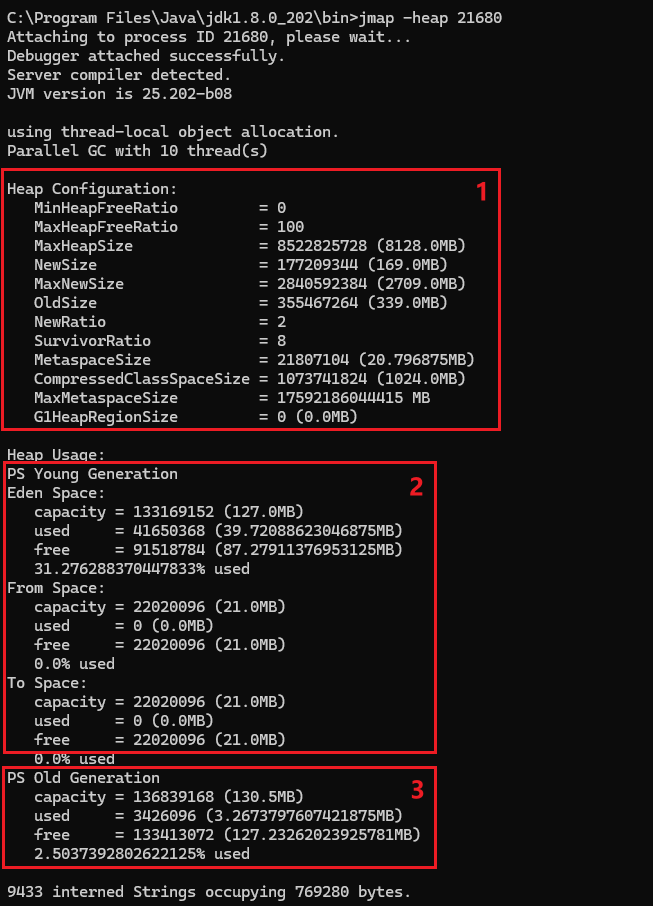 C:\Program Files\Java\jdk1.8.0_202\bin>jmap -heap 21680
Attaching to process ID 21680, please wait...
Debugger attached successfully.
Server compiler detected.
JVM version is 25.202-b08
using thread-local object allocation.
Parallel GC with 10 thread(s)
Heap Configuration: 1
MinHeapFreeRatio = 0
MaxHeapFreeRatio = 100
MaxHeapSize = 8522825728 (8128.0MB)
NewSize = 177209344 (169.0MB)
MaxNewSize = 2840592384 (2709.0MB)
OldSize = 355467264 (339.0MB)
NewRatio = 2
SurvivorRatio = 8
MetaspaceSize = 21807104 (20.796875MB)
CompressedClassSpaceSize = 1073741824 (1024.0MB)
MaxMetaspaceSize = 17592186044415 MB
G1HeapRegionSize = 0 (0.0MB)
Heap Usage:
PS Young Generation
Eden Space: 2
capacity = 133169152 (127.0MB)
used = 41650368 (39.72088623046875MB)
free = 91518784 (87.27911376953125MB)
31.276288370447833% used
From Space:
capacity = 22020096 (21.0MB)
used = 0 (0.0MB)
free = 22020096 (21.0MB)
0.0% used
To Space:
capacity = 22020096 (21.0MB)
used = 0 (0.0MB)
free = 22020096 (21.0MB)
0.0% used
PS Old Generation
capacity = 136839168 (130.5MB) 3
used = 3426096 (3.2673797607421875MB)
free = 133413072 (127.23262023925781MB)
2.5037392802622125% used
9433 interned Strings occupying 769280 bytes.